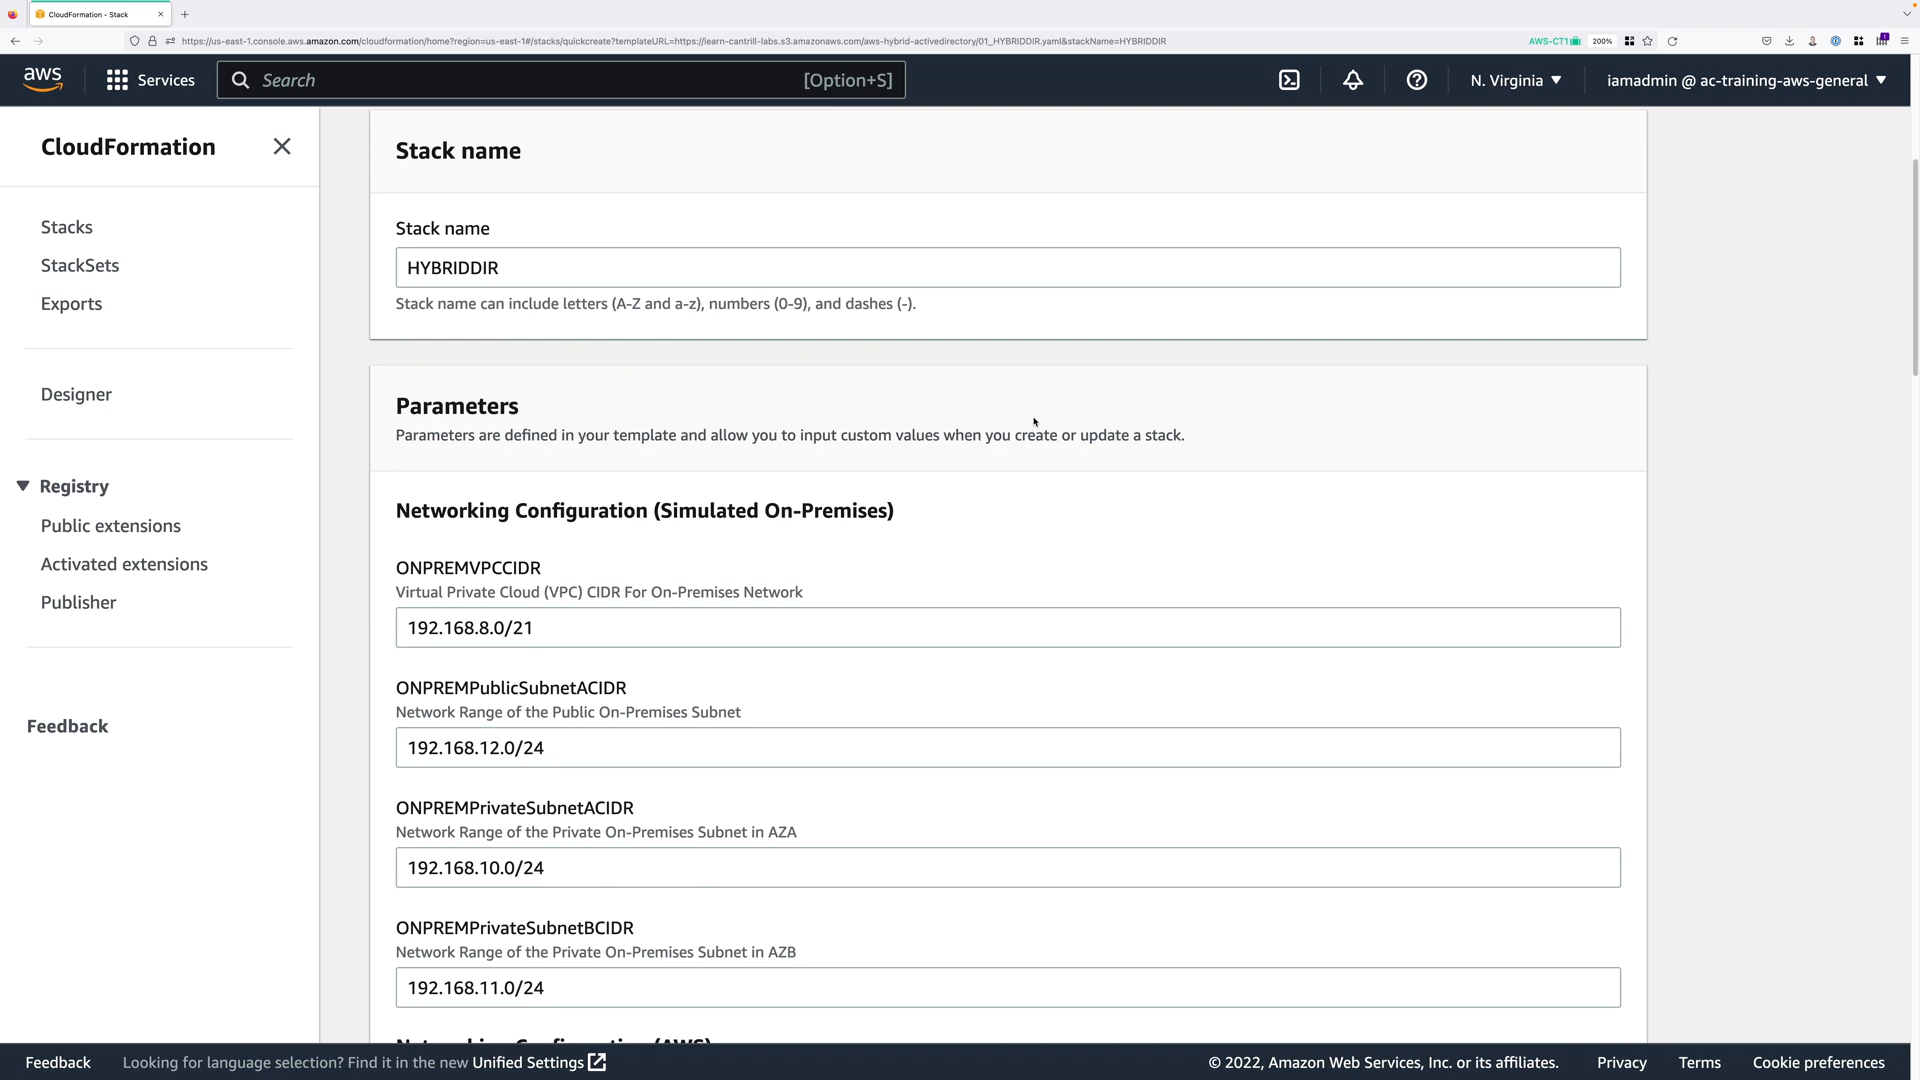 CloudFormation - Stack
https://us-east-1.console.aws.amazon.com/cloudformation/home?region=us-east-1#/stacks/quickcreate?templateURL=https://learn-cantrill-labs.s3.amazonaws.com/aws-hybrid-activedirectory/01_HYBRIDDIR.yaml&stackName=HYBRIDDIR
AWS-CT1
200%
aws
Services
Search
[Option+S]
N. Virginia
iamadmin @ ac-training-aws-general
CloudFormation
Stacks
StackSets
Exports
Designer
Registry
Public extensions
Activated extensions
Publisher
Feedback
Stack name
Stack name
HYBRIDDIR
Stack name can include letters (A-Z and a-z), numbers (0-9), and dashes (-).
Parameters
Parameters are defined in your template and allow you to input custom values when you create or update a stack.
Networking Configuration (Simulated On-Premises)
ONPREMVPCCIDR
Virtual Private Cloud (VPC) CIDR For On-Premises Network
192.168.8.0/21
ONPREMPublicSubnetACIDR
Network Range of the Public On-Premises Subnet
192.168.12.0/24
ONPREMPrivateSubnetACIDR
Network Range of the Private On-Premises Subnet in AZA
192.168.10.0/24
ONPREMPrivateSubnetBCIDR
Network Range of the Private On-Premises Subnet in AZB
192.168.11.0/24
Networking Configuration (AWS)
Feedback
Looking for language selection? Find it in the new Unified Settings
© 2022, Amazon Web Services, Inc. or its affiliates.
Privacy
Terms
Cookie preferences